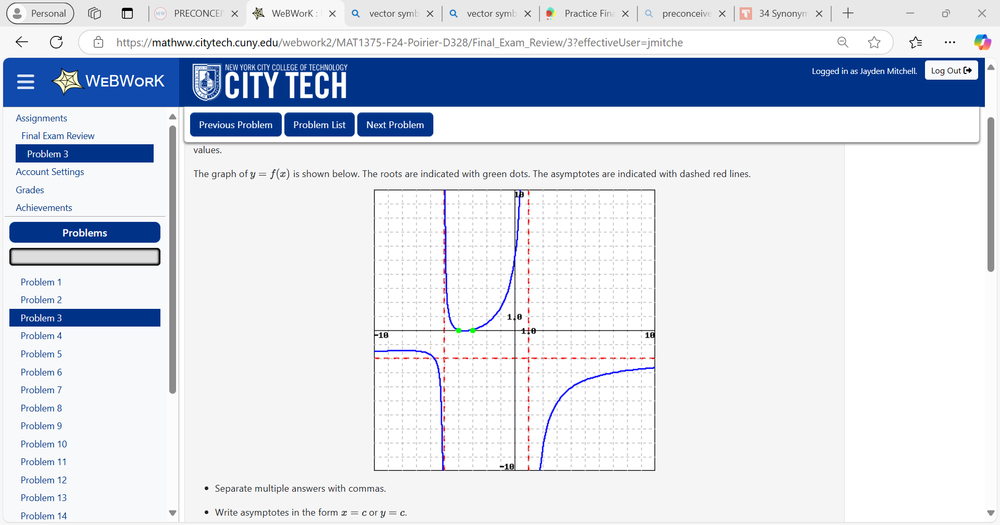 Personal
PRECONCEI
WeBWorK :
vector symb
vector symb
Practice Fina
preconceive
34 Synonym
https://mathww.citytech.cuny.edu/webwork2/MAT1375-F24-Poirier-D328/Final_Exam_Review/3?effectiveUser=jmitche
WEBWORK
NEW YORK CITY COLLEGE OF TECHNOLOGY
CITY TECH
Logged in as Jayden Mitchell.
Log Out
Assignments
Final Exam Review
Problem 3
Account Settings
Grades
Achievements
Problems
Problem 1
Problem 2
Problem 3
Problem 4
Problem 5
Problem 6
Problem 7
Problem 8
Problem 9
Problem 10
Problem 11
Problem 12
Problem 13
Problem 14
Previous Problem
Problem List
Next Problem
values.
The graph of y = f(x) is shown below. The roots are indicated with green dots. The asymptotes are indicated with dashed red lines.
10
1.0
1.0
-10
10
-10
• Separate multiple answers with commas.
• Write asymptotes in the form x = c or y = c.